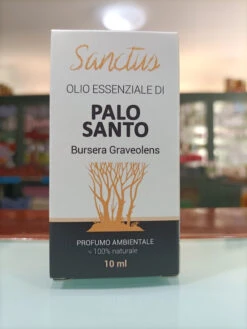 Sanctus
OLIO ESSENZIALE DI
PALO
SANTO
Bursera Graveolens
PROFUMO AMBIENTALE
~ 100% naturale
10 ml